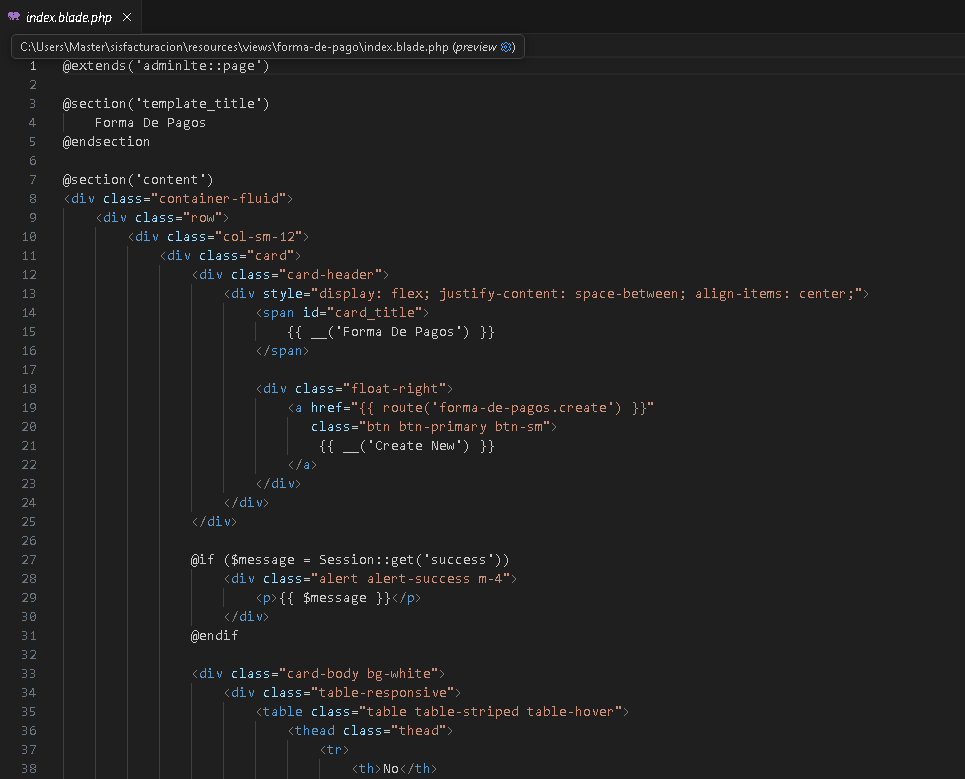 index.blade.php ×
C:\Users\Master\sisfacturacion\resources\views\forma-de-pago\index.blade.php (preview ⚙)
1 @extends('adminlte::page')
2
3 @section('template_title')
4 Forma De Pagos
5 @endsection
6
7 @section('content')
8 <div class="container-fluid">
9 <div class="row">
10 <div class="col-sm-12">
11 <div class="card">
12 <div class="card-header">
13 <div style="display: flex; justify-content: space-between; align-items: center;">
14 <span id="card_title">
15 {{ __('Forma De Pagos') }}
16 </span>
17
18 <div class="float-right">
19 <a href="{{ route('forma-de-pagos.create') }}"
20 class="btn btn-primary btn-sm">
21 {{ __('Create New') }}
22 </a>
23 </div>
24 </div>
25 </div>
26
27 @if ($message = Session::get('success'))
28 <div class="alert alert-success m-4">
29 <p>{{ $message }}</p>
30 </div>
31 @endif
32
33 <div class="card-body bg-white">
34 <div class="table-responsive">
35 <table class="table table-striped table-hover">
36 <thead class="thead">
37 <tr>
38 <th>No</th>